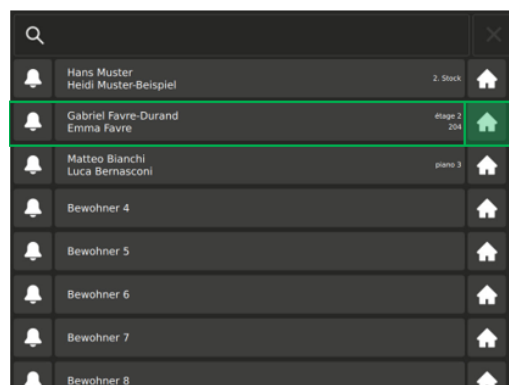 Hans Muster
Heidi Muster-Beispiel
2. Stock
Gabriel Favre-Durand
Emma Favre
étage 2
204
Matteo Bianchi
Luca Bernasconi
piano 3
Bewohner 4
Bewohner 5
Bewohner 6
Bewohner 7
Bewohner 8